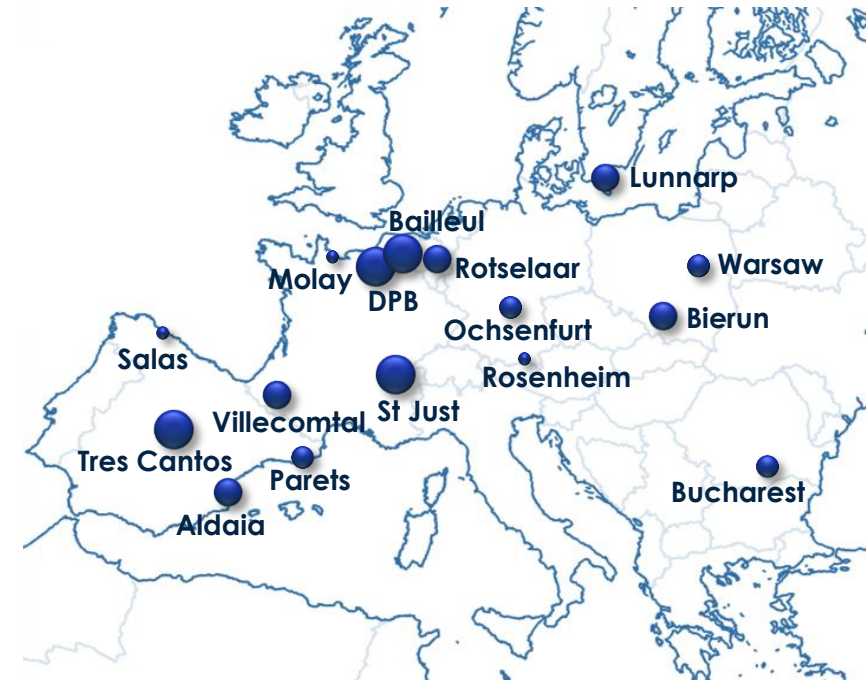 Lunnarp
Bailleul
Warsaw
Rotselaar
Molay
DPB
Bierun
Ochsenfurt
Salas
Rosenheim
St Just
Villecomtal
Tres Cantos
Parets
Bucharest
Aldaia